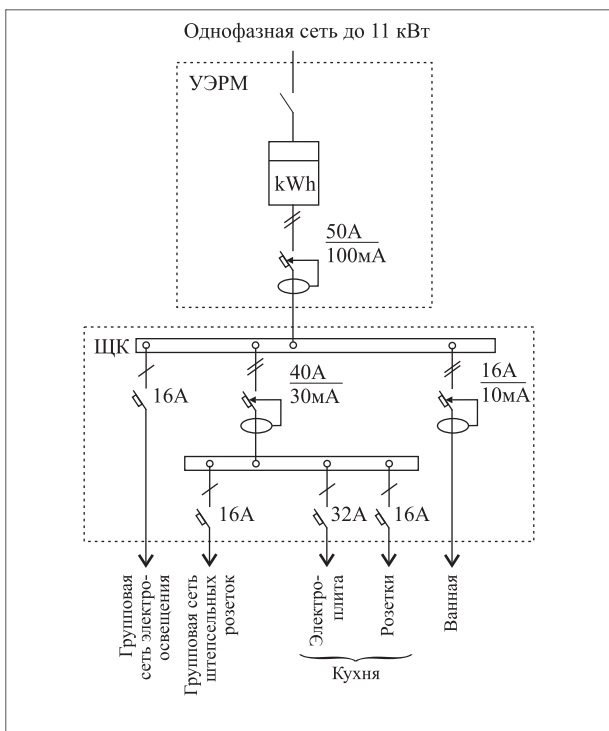 Однофазная сеть до 11 кВт
УЭРМ
kWh
50А
100мА
ЩК
16А
40А
30мА
16А
10мА
16А
32А
16А
Групповая
сеть электро-
освещения
Групповая сеть
штепсельных
розеток
Электро-
плита
Розетки
Ванная
Кухня